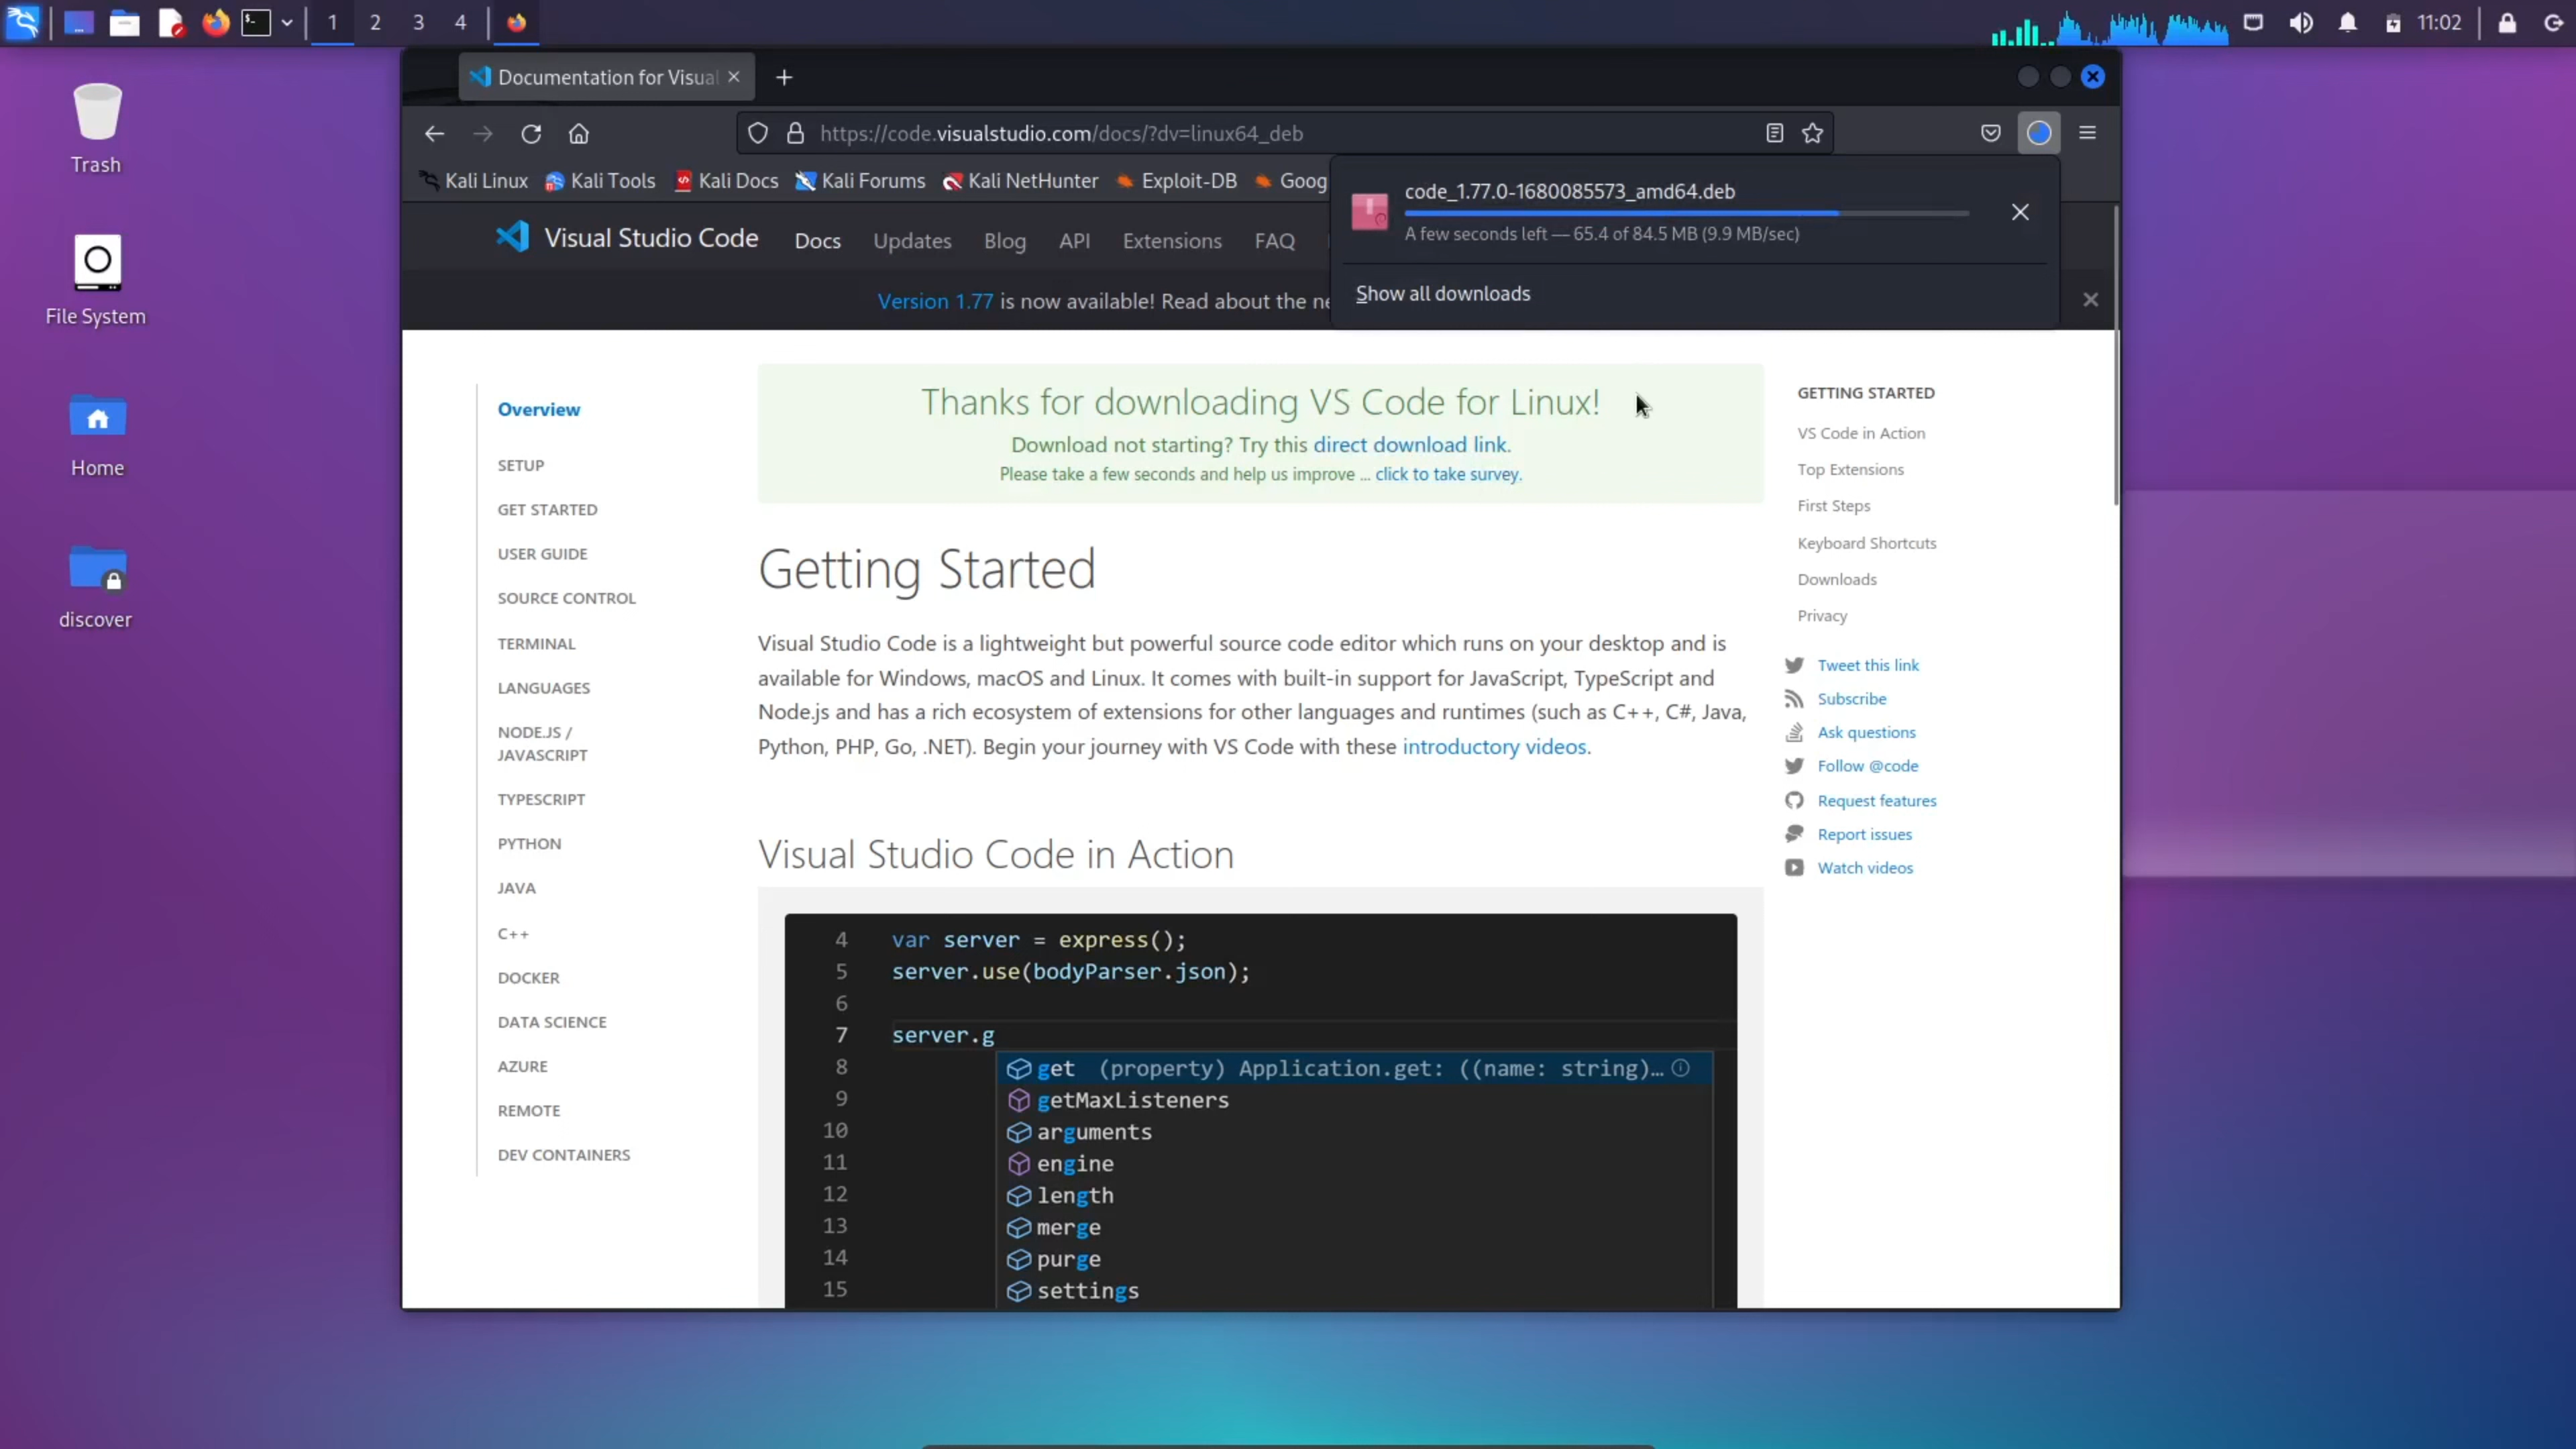 1 2 3 4
11:02
Trash
File System
Home
discover
Documentation for Visual
https://code.visualstudio.com/docs/?dv=linux64_deb
Kali Linux Kali Tools Kali Docs Kali Forums Kali NetHunter Exploit-DB Goog
code_1.77.0-1680085573_amd64.deb
A few seconds left — 65.4 of 84.5 MB (9.9 MB/sec)
Show all downloads
Visual Studio Code Docs Updates Blog API Extensions FAQ
Version 1.77 is now available! Read about the ne
Overview
SETUP
GET STARTED
USER GUIDE
SOURCE CONTROL
TERMINAL
LANGUAGES
NODE.JS /
JAVASCRIPT
TYPESCRIPT
PYTHON
JAVA
C++
DOCKER
DATA SCIENCE
AZURE
REMOTE
DEV CONTAINERS
Thanks for downloading VS Code for Linux!
Download not starting? Try this direct download link.
Please take a few seconds and help us improve ... click to take survey.
Getting Started
Visual Studio Code is a lightweight but powerful source code editor which runs on your desktop and is
available for Windows, macOS and Linux. It comes with built-in support for JavaScript, TypeScript and
Node.js and has a rich ecosystem of extensions for other languages and runtimes (such as C++, C#, Java,
Python, PHP, Go, .NET). Begin your journey with VS Code with these introductory videos.
Visual Studio Code in Action
4 var server = express();
5 server.use(bodyParser.json);
6
7 server.g
8 get (property) Application.get: ((name: string)…
9 getMaxListeners
10 arguments
11 engine
12 length
13 merge
14 purge
15 settings
GETTING STARTED
VS Code in Action
Top Extensions
First Steps
Keyboard Shortcuts
Downloads
Privacy
Tweet this link
Subscribe
Ask questions
Follow @code
Request features
Report issues
Watch videos